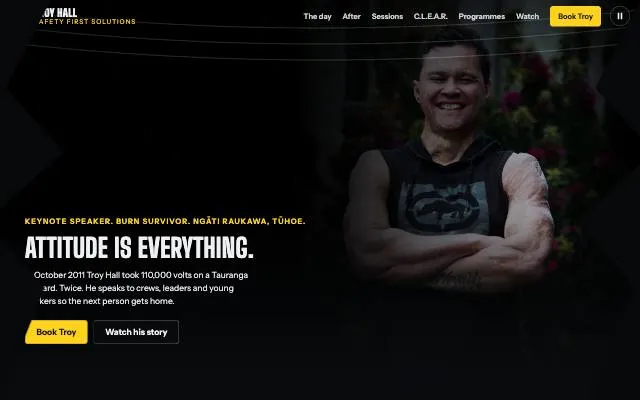 OY HALL
AFETY FIRST SOLUTIONS
The day After Sessions C.L.E.A.R. Programmes Watch Book Troy
KEYNOTE SPEAKER. BURN SURVIVOR. NGĀTI RAUKAWA, TŪHOE.
ATTITUDE IS EVERYTHING.
October 2011 Troy Hall took 110,000 volts on a Tauranga
ard. Twice. He speaks to crews, leaders and young
kers so the next person gets home.
Book Troy Watch his story